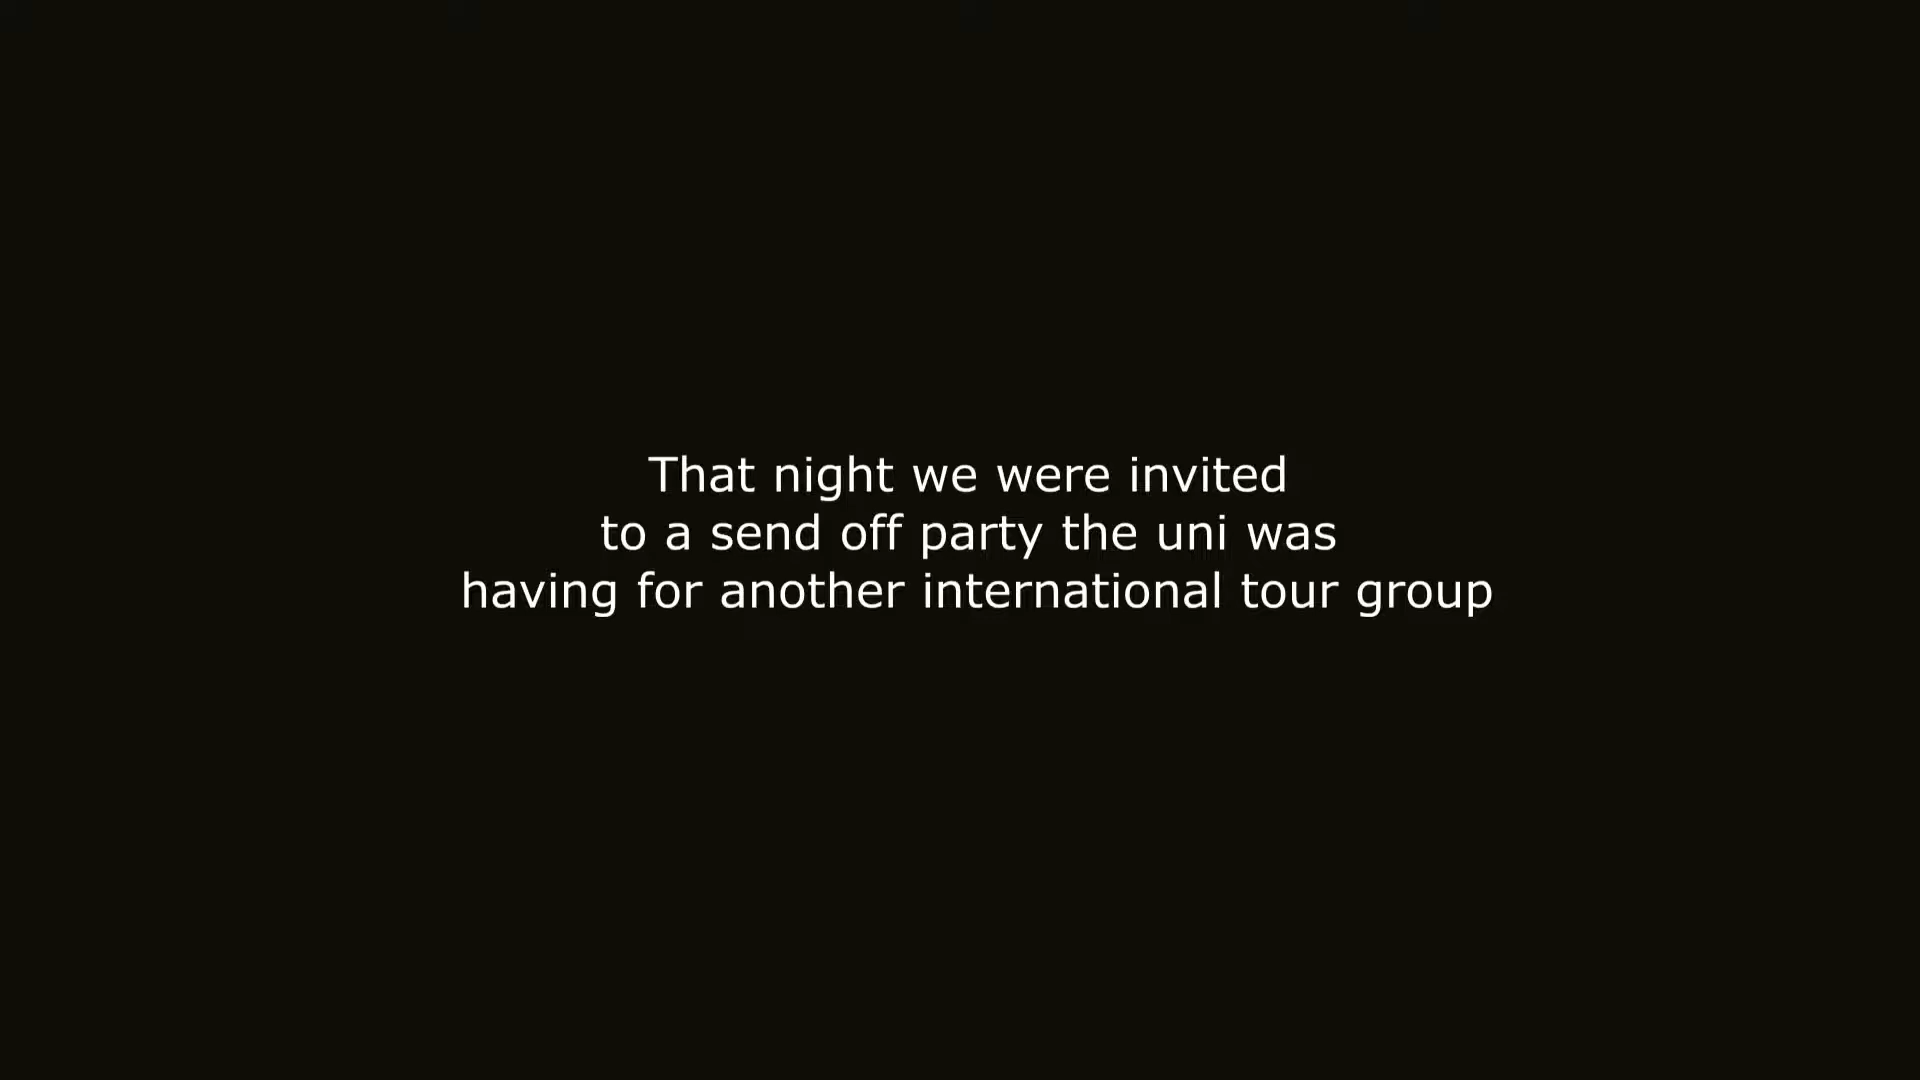 That night we were invited
to a send off party the uni was
having for another international tour group